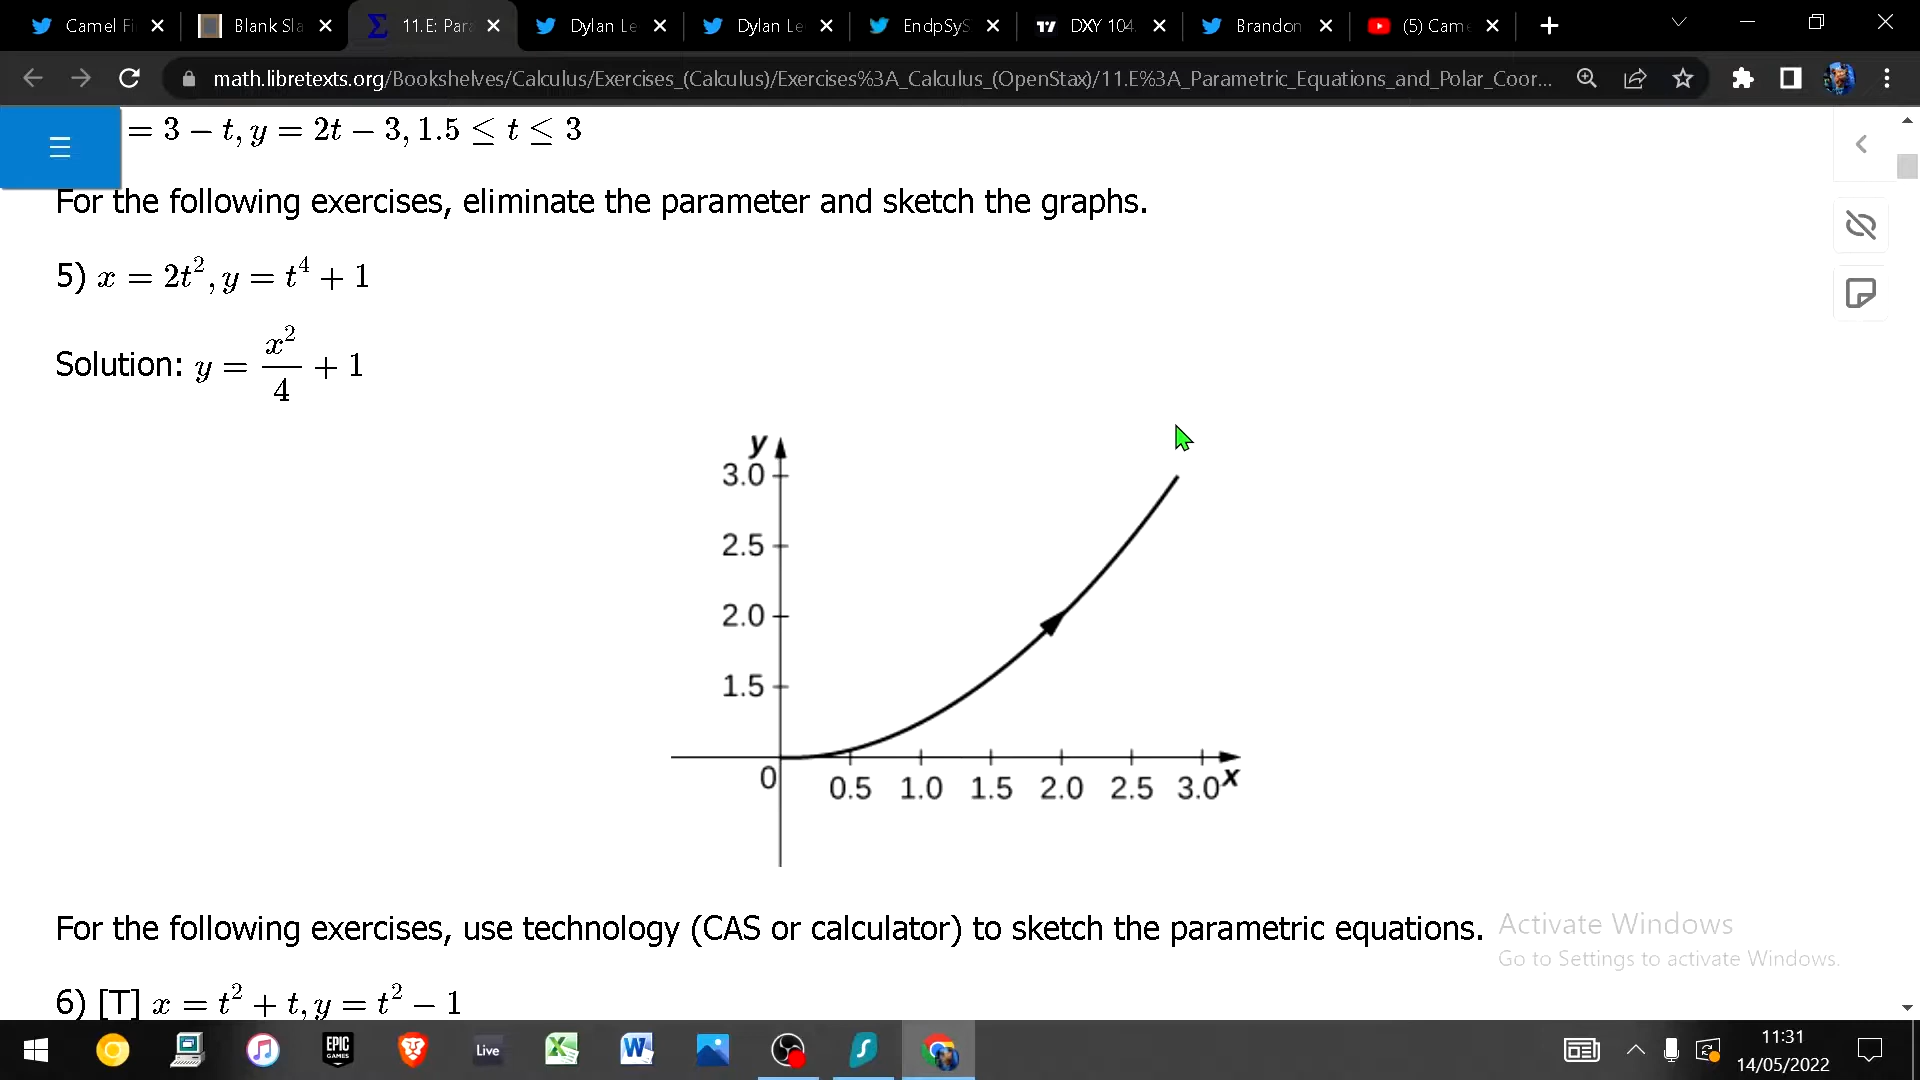 Camel Fi
Blank Sla
11.E: Para
Dylan Le
Dylan Le
EndpSyS
DXY 104.
Brandon
(5) Came
math.libretexts.org/Bookshelves/Calculus/Exercises_(Calculus)/Exercises%3A_Calculus_(OpenStax)/11.E%3A_Parametric_Equations_and_Polar_Coor...
= 3 − t, y = 2t − 3, 1.5 ≤ t ≤ 3
For the following exercises, eliminate the parameter and sketch the graphs.
5) x = 2t², y = t⁴ + 1
Solution: y = x²/4 + 1
y
3.0
2.5
2.0
1.5
0
0.5 1.0 1.5 2.0 2.5 3.0
x
For the following exercises, use technology (CAS or calculator) to sketch the parametric equations.
Activate Windows
Go to Settings to activate Windows.
6) [T] x = t² + t, y = t² − 1
EPIC
GAMES
Live
11:31
14/05/2022